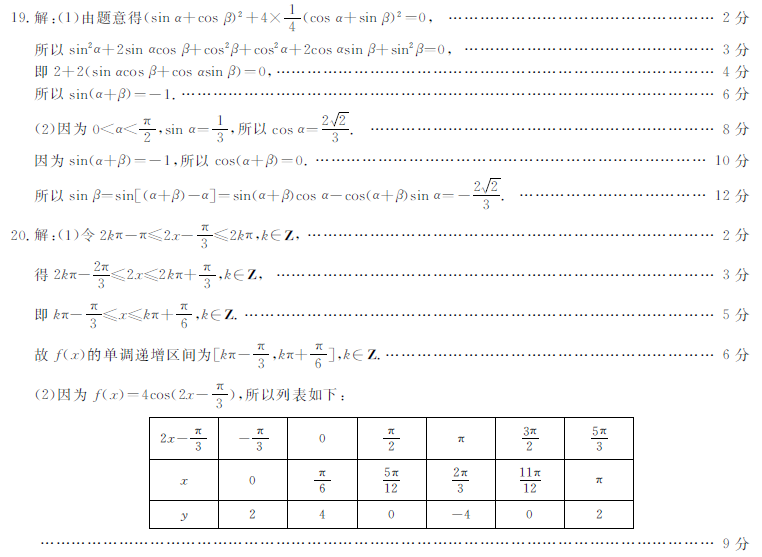 19. 解:(1)由题意得(sin α+cos β)²+4×1/4(cos α+sin β)²=0, …… 2 分
所以 sin²α+2sin αcos β+cos²β+cos²α+2cos αsin β+sin²β=0, …… 3 分
即 2+2(sin αcos β+cos αsin β)=0, …… 4 分
所以 sin(α+β)=-1. …… 6 分
(2)因为 0<α<π/2,sin α=1/3,所以 cos α=2√2/3. …… 8 分
因为 sin(α+β)=-1,所以 cos(α+β)=0. …… 10 分
所以 sin β=sin[(α+β)-α]=sin(α+β)cos α-cos(α+β)sin α=-2√2/3. …… 12 分
20. 解:(1)令 2kπ-π≤2x-π/3≤2kπ,k∈Z, …… 2 分
得 2kπ-2π/3≤2x≤2kπ+π/3,k∈Z, …… 3 分
即 kπ-π/3≤x≤kπ+π/6,k∈Z. …… 5 分
故 f(x)的单调递增区间为[kπ-π/3,kπ+π/6],k∈Z. …… 6 分
(2)因为 f(x)=4cos(2x-π/3),所以列表如下:
2x-π/3 -π/3 0 π/2 π 3π/2 5π/3
x 0 π/6 5π/12 2π/3 11π/12 π
y 2 4 0 -4 0 2
…… 9 分